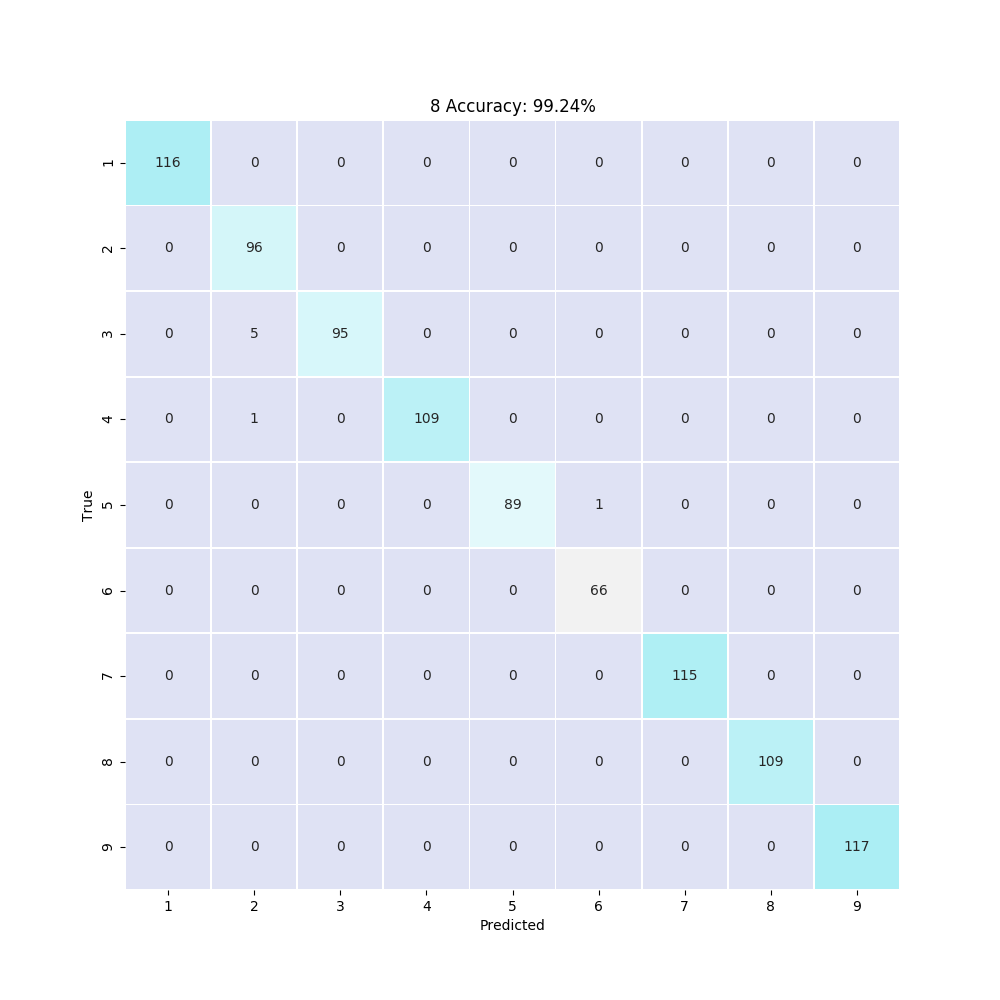 8 Accuracy: 99.24%
1 116 0 0 0 0 0 0 0 0
2 0 96 0 0 0 0 0 0 0
3 0 5 95 0 0 0 0 0 0
4 0 1 0 109 0 0 0 0 0
True
5 0 0 0 0 89 1 0 0 0
6 0 0 0 0 0 66 0 0 0
7 0 0 0 0 0 0 115 0 0
8 0 0 0 0 0 0 0 109 0
9 0 0 0 0 0 0 0 0 117
1 2 3 4 5 6 7 8 9
Predicted